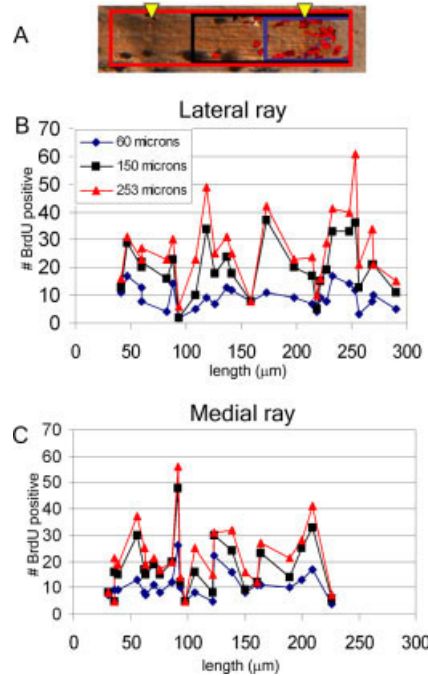 A
B
Lateral ray
70
60
50
40
30
20
10
0
# BrdU positive
60 microns
150 microns
253 microns
0 50 100 150 200 250 300
length (μm)
C
Medial ray
70
60
50
40
30
20
10
0
# BrdU positive
0 50 100 150 200 250 300
length (μm)